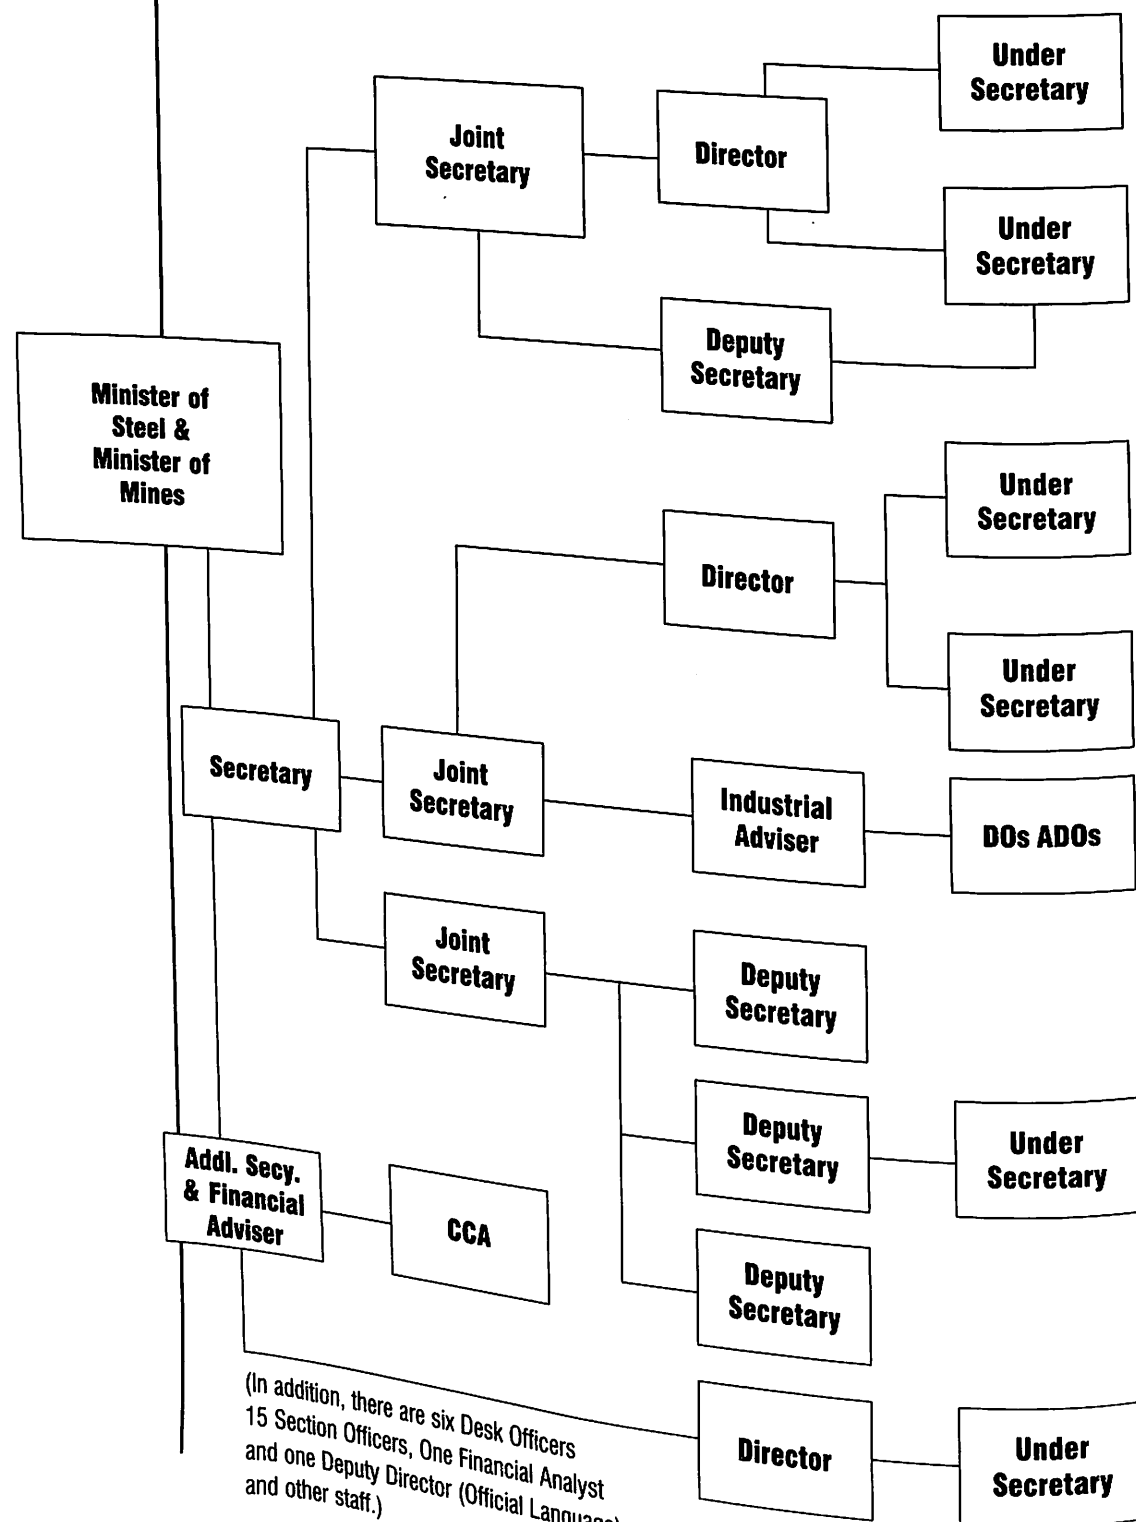 Under
Secretary
Joint
Secretary
Director
Under
Secretary
Deputy
Secretary
Minister of
Steel &
Minister of
Mines
Under
Secretary
Director
Under
Secretary
Secretary
Joint
Secretary
Industrial
Adviser
DOs ADOs
Joint
Secretary
Deputy
Secretary
Deputy
Secretary
Under
Secretary
Addl. Secy.
& Financial
Adviser
CCA
Deputy
Secretary
Director
Under
Secretary
(In addition, there are six Desk Officers
15 Section Officers, One Financial Analyst
and one Deputy Director (Official Language)
and other staff.)